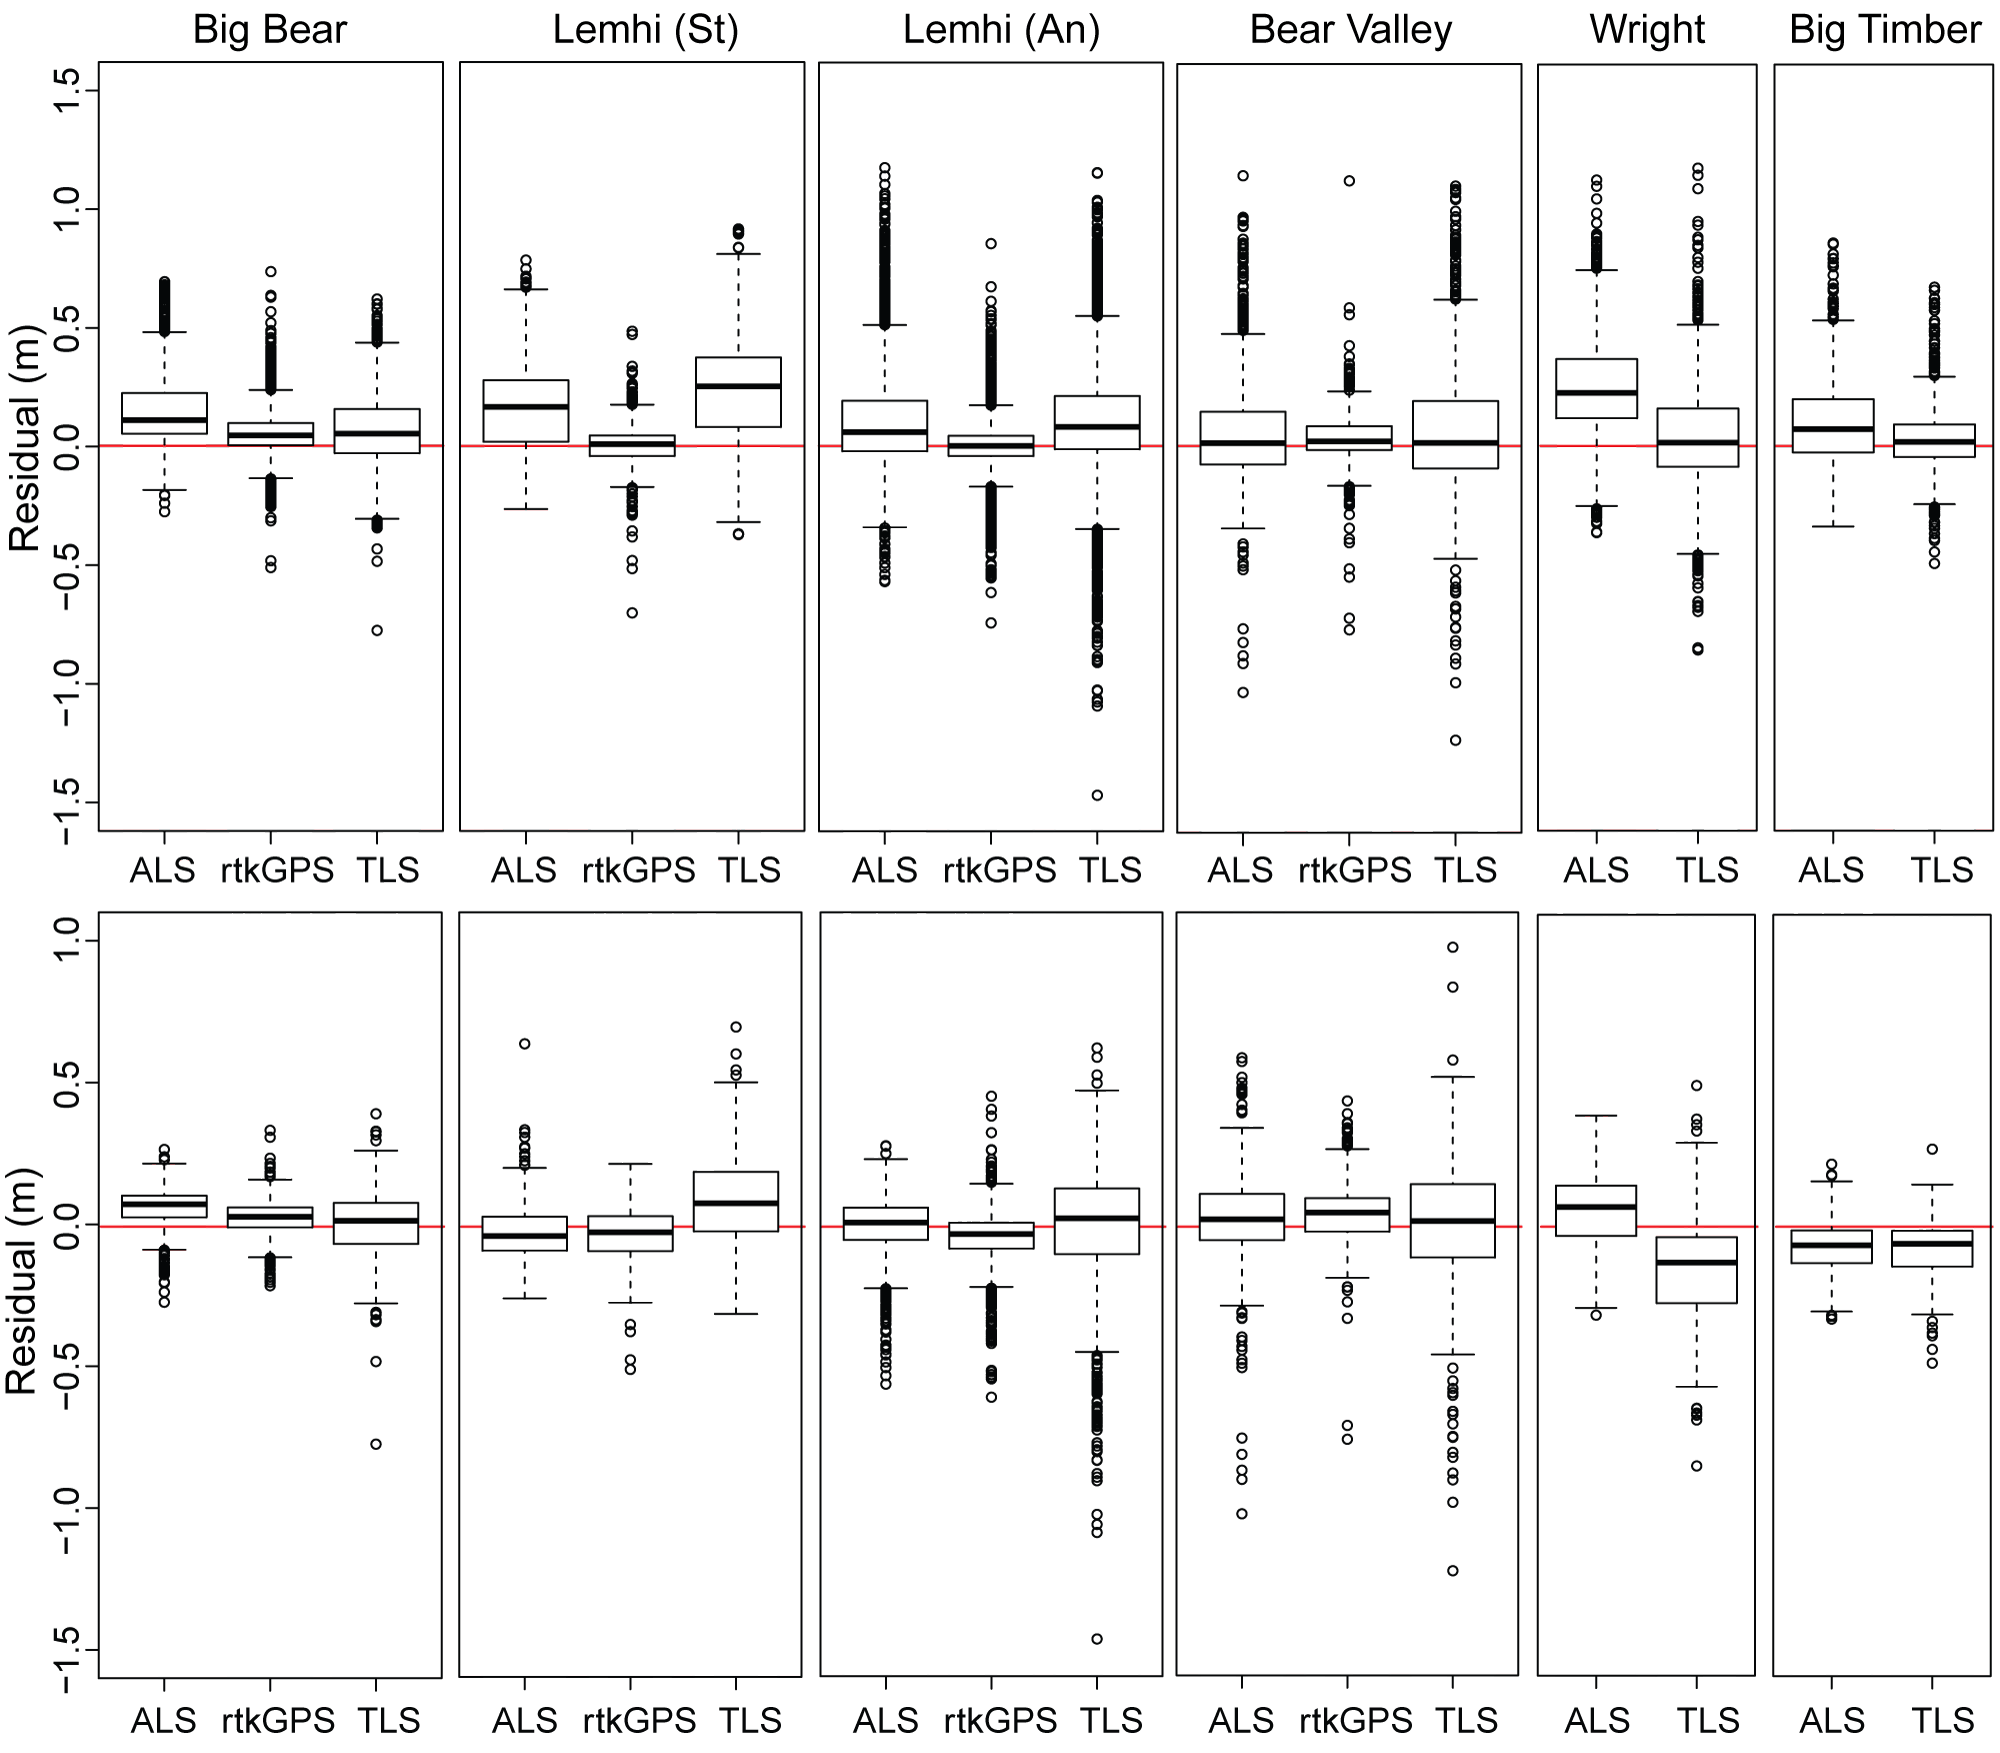 Big Bear Lemhi (St) Lemhi (An) Bear Valley Wright Big Timber
Residual (m)
1.5
1.0
0.5
0.0
−0.5
−1.0
−1.5
ALS rtkGPS TLS ALS rtkGPS TLS ALS rtkGPS TLS ALS rtkGPS TLS ALS TLS ALS TLS
Residual (m)
1.0
0.5
0.0
−0.5
−1.0
−1.5
ALS rtkGPS TLS ALS rtkGPS TLS ALS rtkGPS TLS ALS rtkGPS TLS ALS TLS ALS TLS